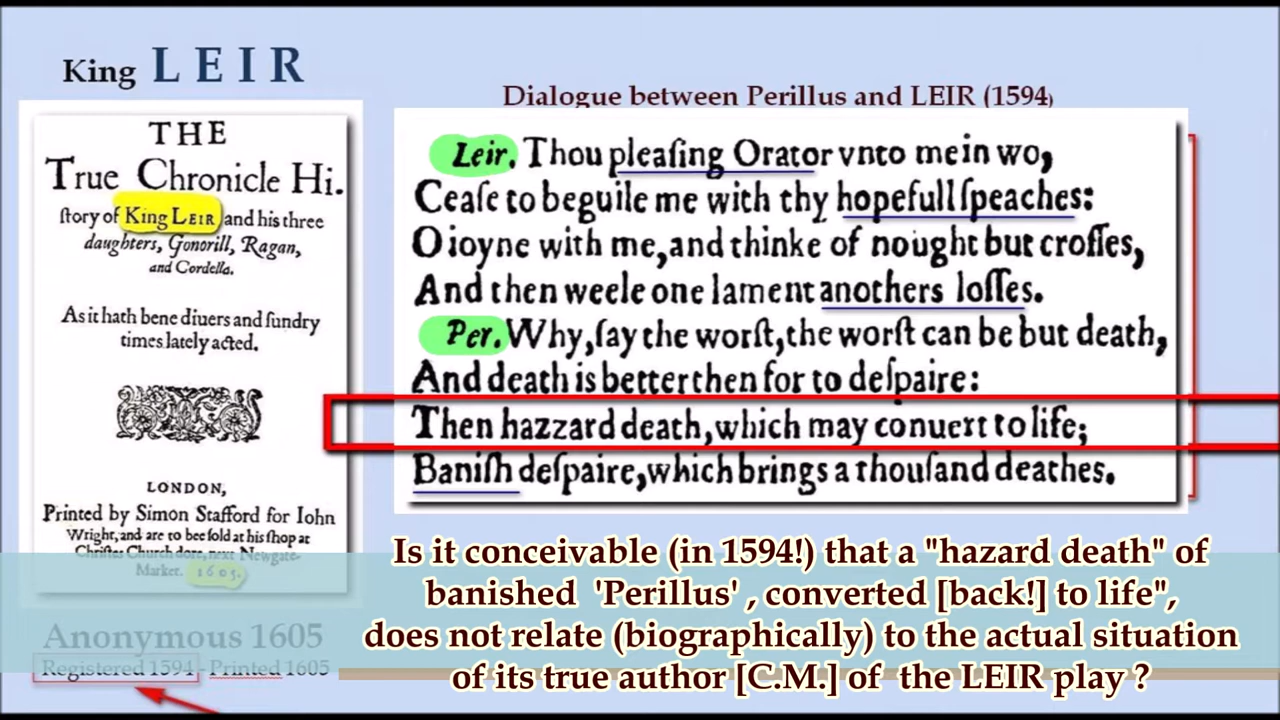 King LEIR
THE
True Chronicle Hi.
ſtory of King LEIR and his three
daughters, Gonorill, Ragan,
and Cordella.
As it hath bene diuers and ſundry
times lately acted.
LONDON,
Printed by Simon Stafford for Iohn
Wright, and are to bee ſold at his ſhop at
Chriſtes Church dore, next Newgate-
Market. 1605.
Anonymous 1605
Registered 1594 - Printed 1605
Dialogue between Perillus and LEIR (1594)
Leir. Thou pleaſing Orator vnto me in wo,
Ceaſe to beguile me with thy hopefull ſpeaches:
O ioyne with me, and thinke of nought but croſſes,
And then weele one lament anothers loſſes.
Per. Why, ſay the worſt, the worſt can be but death,
And death is better then for to deſpaire:
Then hazzard death, which may conuert to life;
Baniſh deſpaire, which brings a thouſand deathes.
Is it conceivable (in 1594!) that a "hazard death" of
banished 'Perillus' , converted [back!] to life",
does not relate (biographically) to the actual situation
of its true author [C.M.] of the LEIR play ?